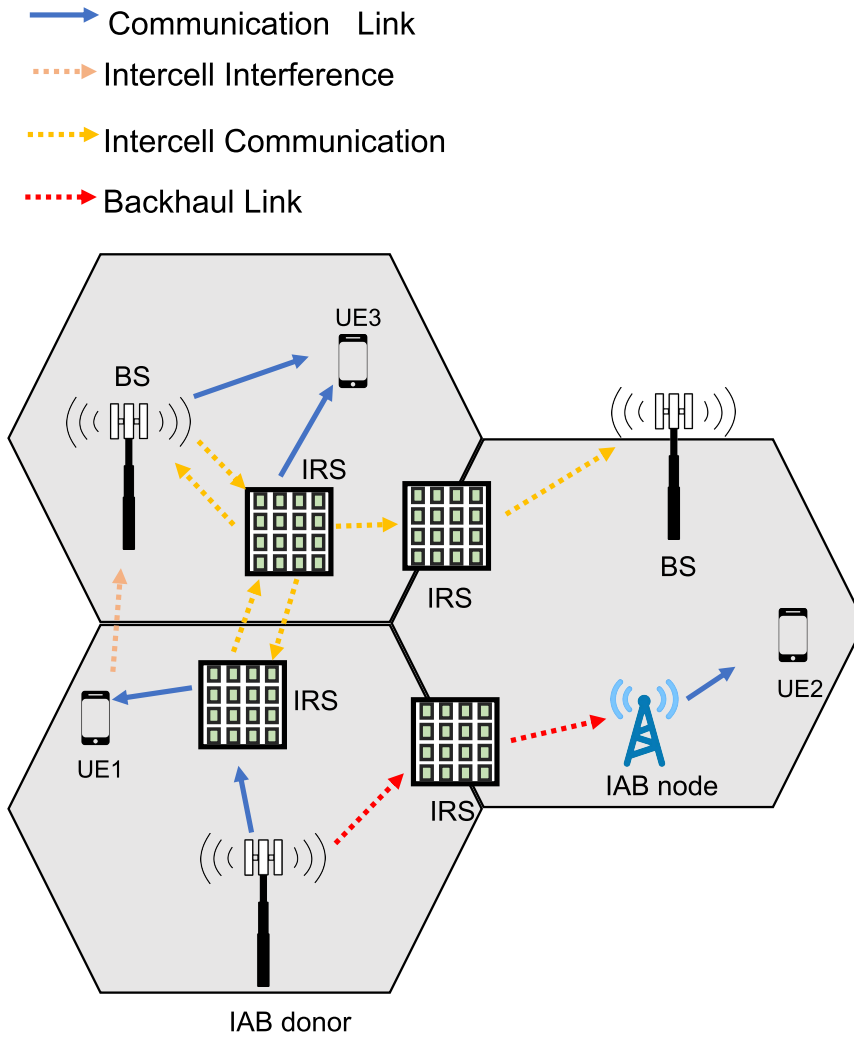 Communication Link
Intercell Interference
Intercell Communication
Backhaul Link
UE3
BS
IRS
BS
IRS
UE2
IRS
UE1
IAB node
IRS
IAB donor